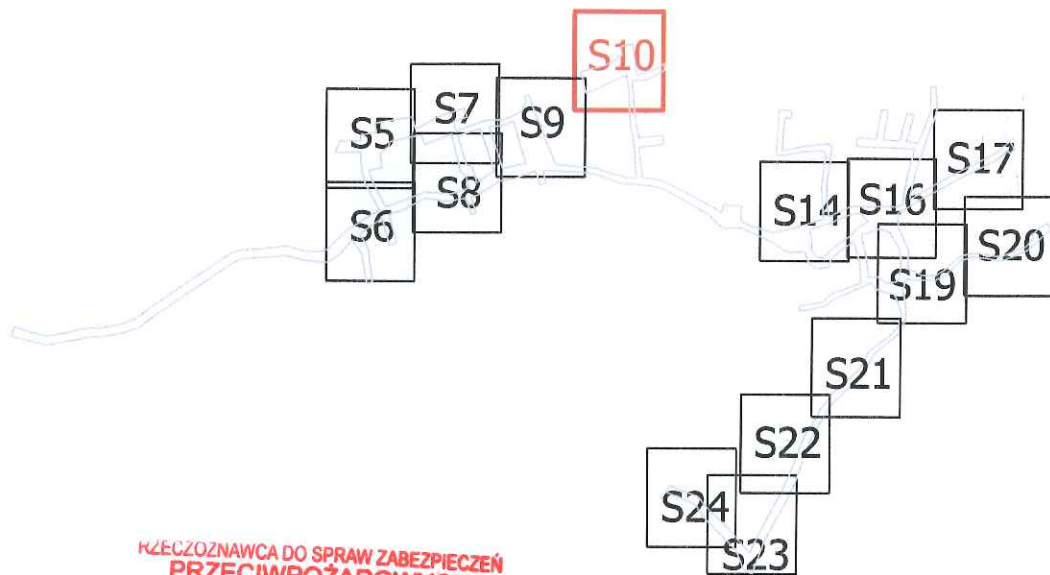 S10
S7
S5
S9
S8
S6
S17
S16
S14
S20
S19
S21
S22
S24
S23
RZECZOZNAWCA DO SPRAW ZABEZPIECZEŃ